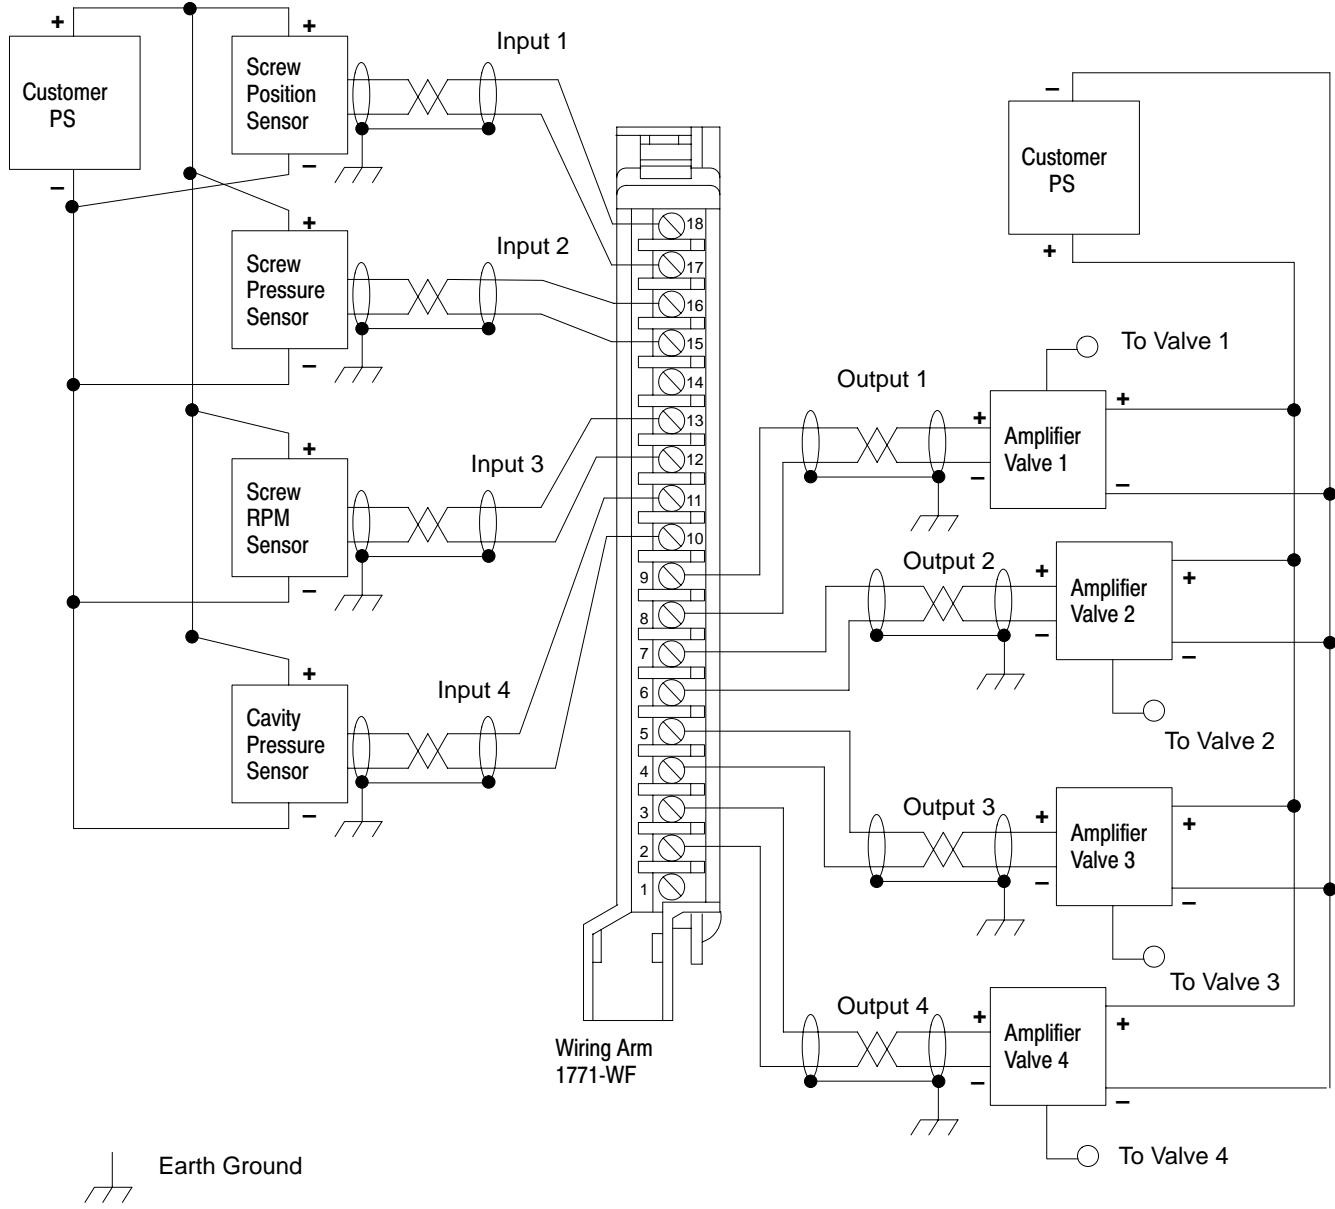 +
Customer
PS
–
+
Screw
Position
Sensor
–
Input 1
+
Screw
Pressure
Sensor
–
Input 2
+
Screw
RPM
Sensor
–
Input 3
+
Cavity
Pressure
Sensor
–
Input 4
18
17
16
15
14
13
12
11
10
9
8
7
6
5
4
3
2
1
Wiring Arm
1771-WF
–
Customer
PS
+
To Valve 1
Output 1
+
–
Amplifier
Valve 1
+
–
Output 2
+
–
Amplifier
Valve 2
+
–
To Valve 2
Output 3
+
–
Amplifier
Valve 3
+
–
To Valve 3
Output 4
+
–
Amplifier
Valve 4
+
–
To Valve 4
Earth Ground